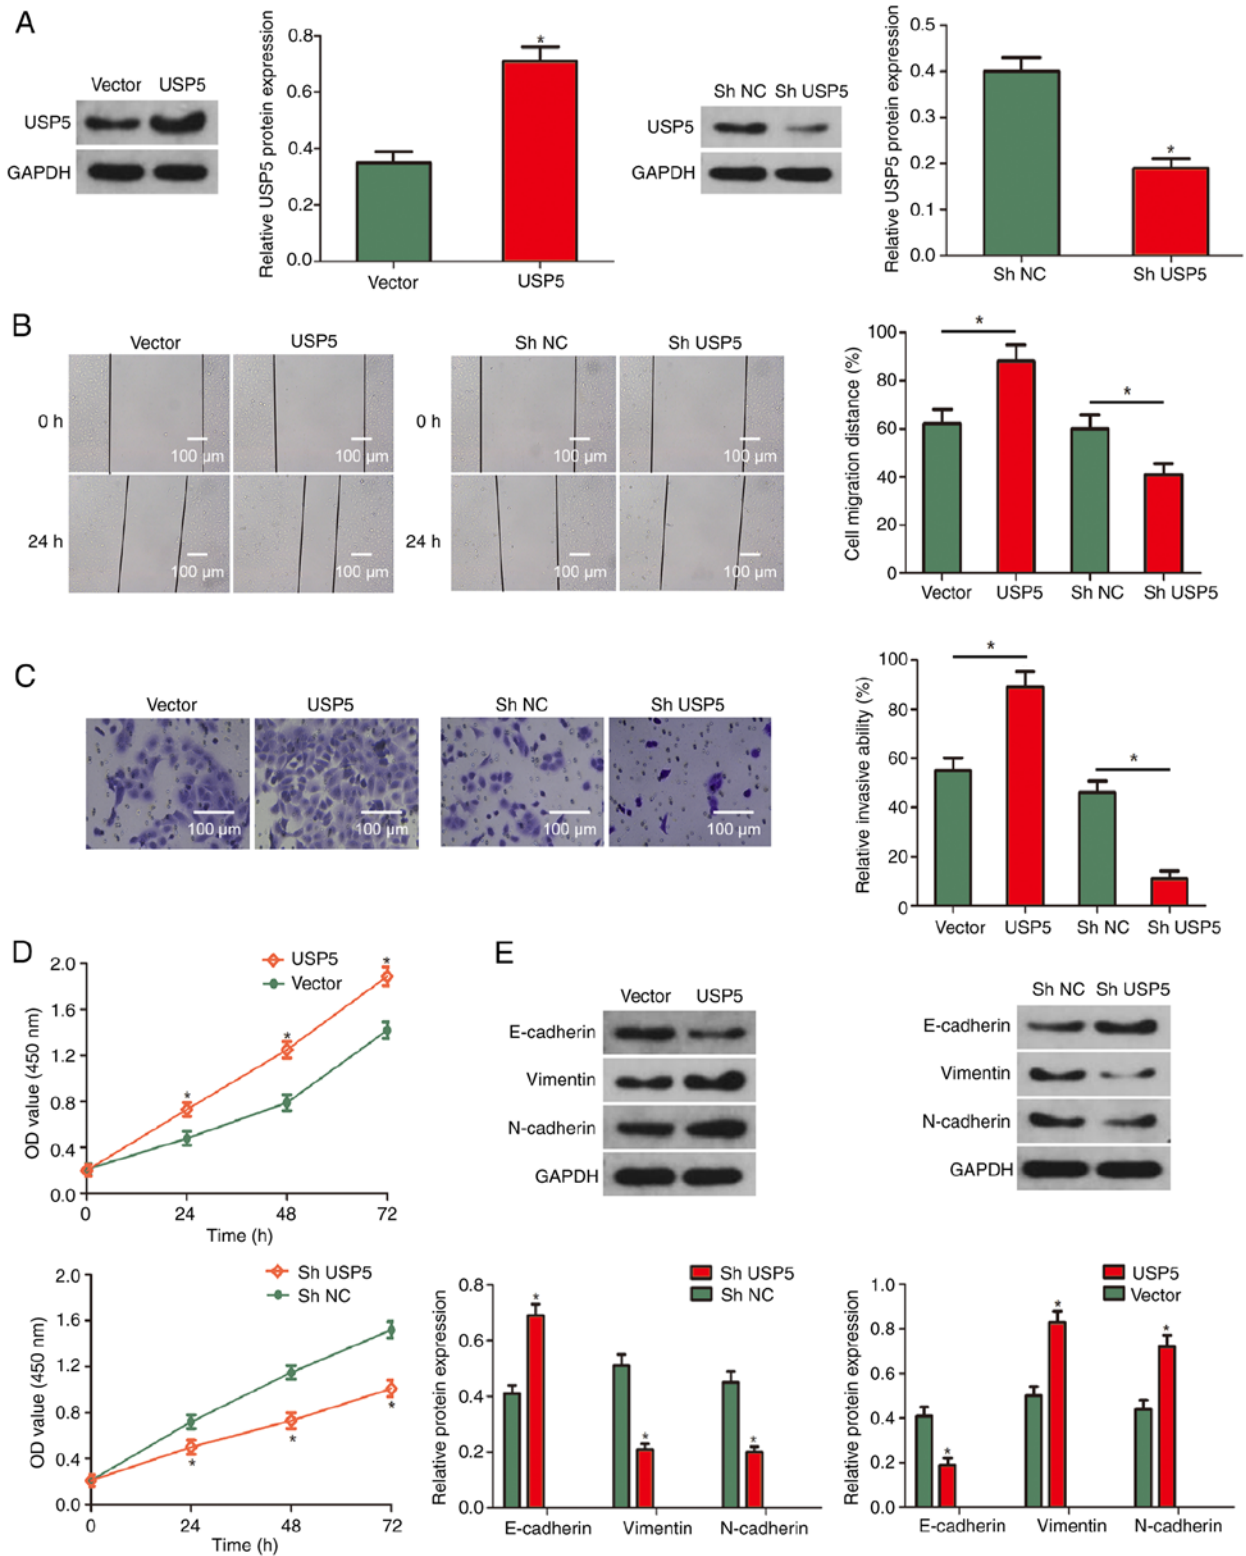 A
Vector USP5
USP5
GAPDH
Relative USP5 protein expression
0.8
0.6
0.4
0.2
0.0
*
Vector USP5
Sh NC Sh USP5
USP5
GAPDH
Relative USP5 protein expression
0.5
0.4
0.3
0.2
0.1
0.0
*
Sh NC Sh USP5
B
Vector USP5
0 h
100 µm 100 µm
24 h
100 µm 100 µm
Sh NC Sh USP5
0 h
100 µm 100 µm
24 h
100 µm 100 µm
Cell migration distance (%)
100
80
60
40
20
0
* *
Vector USP5 Sh NC Sh USP5
C
Vector USP5 Sh NC Sh USP5
100 µm 100 µm 100 µm 100 µm
Relative invasive ability (%)
100
80
60
40
20
0
* *
Vector USP5 Sh NC Sh USP5
D
OD value (450 nm)
2.0
1.6
1.2
0.8
0.4
0.0
USP5
Vector
* * *
0 24 48 72
Time (h)
OD value (450 nm)
2.0
1.6
1.2
0.8
0.4
0.0
Sh USP5
Sh NC
* * *
0 24 48 72
Time (h)
E
Vector USP5
E-cadherin
Vimentin
N-cadherin
GAPDH
Sh NC Sh USP5
E-cadherin
Vimentin
N-cadherin
GAPDH
Relative protein expression
0.8
0.6
0.4
0.2
0.0
Sh USP5
Sh NC
* * *
E-cadherin Vimentin N-cadherin
Relative protein expression
1.0
0.8
0.6
0.4
0.2
0.0
USP5
Vector
* * *
E-cadherin Vimentin N-cadherin